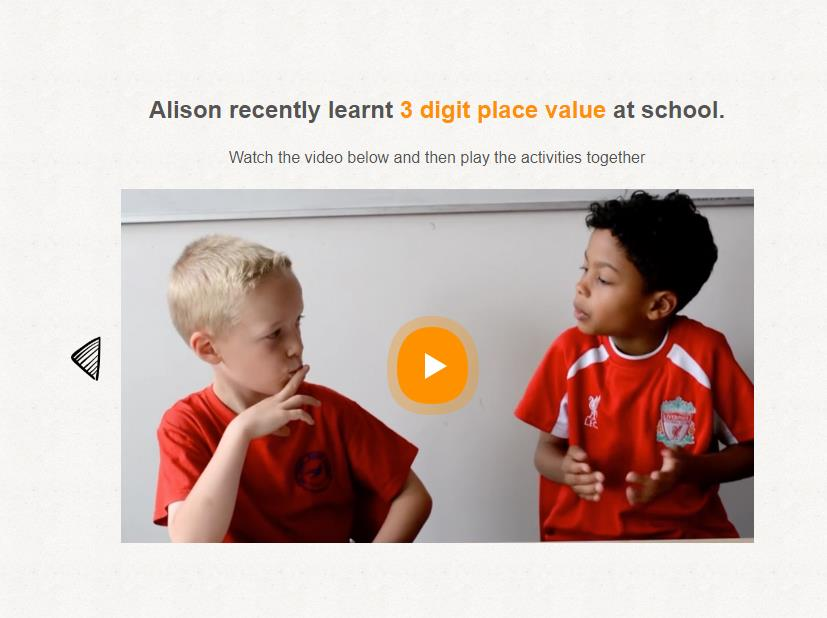 Alison recently learnt 3 digit place value at school.
Watch the video below and then play the activities together
L.F.C.
LIVERPOOL